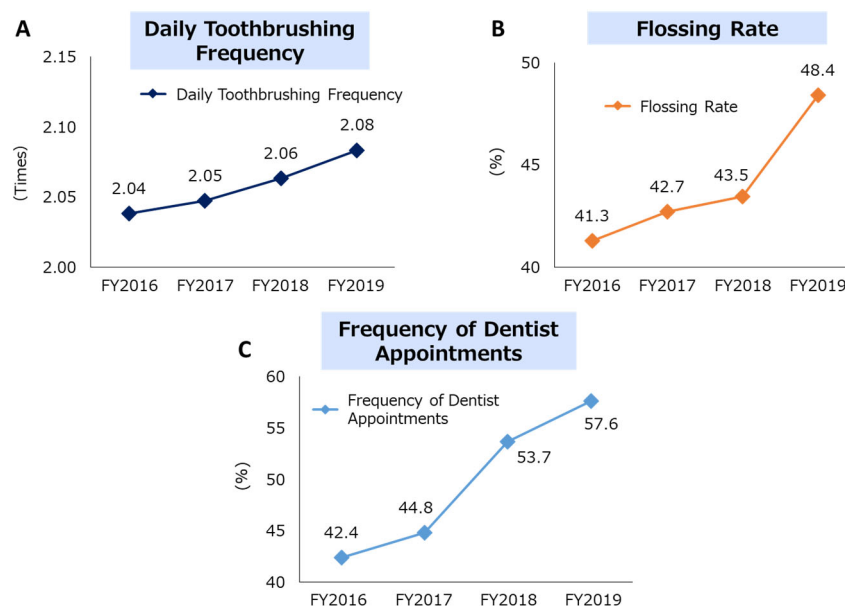 A
Daily Toothbrushing
Frequency
2.15
Daily Toothbrushing Frequency
2.10
(Times)
2.04
2.05
2.06
2.08
2.05
2.00
FY2016 FY2017 FY2018 FY2019
B
Flossing Rate
50
48.4
Flossing Rate
(%)
45
41.3
42.7
43.5
40
FY2016 FY2017 FY2018 FY2019
C
Frequency of Dentist
Appointments
60
Frequency of Dentist
Appointments
57.6
55
53.7
(%)
50
44.8
45
42.4
40
FY2016 FY2017 FY2018 FY2019